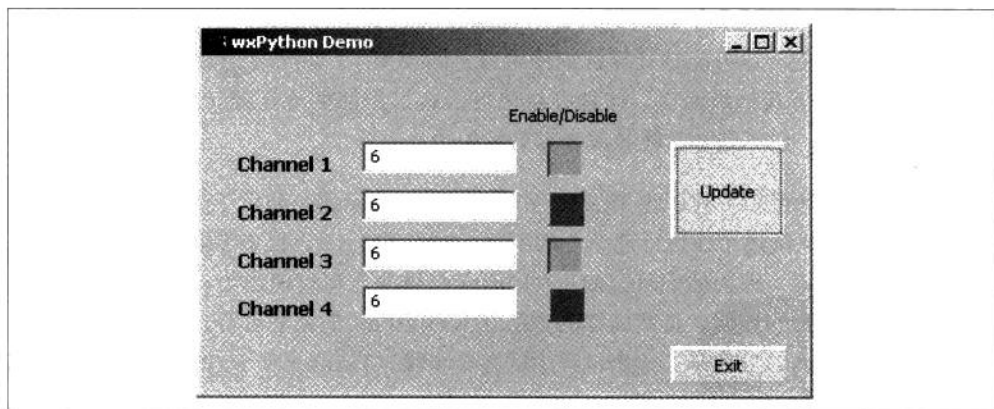 wxPython Demo
Enable/Disable
Channel 1 6
Channel 2 6
Update
Channel 3 6
Channel 4 6
Exit